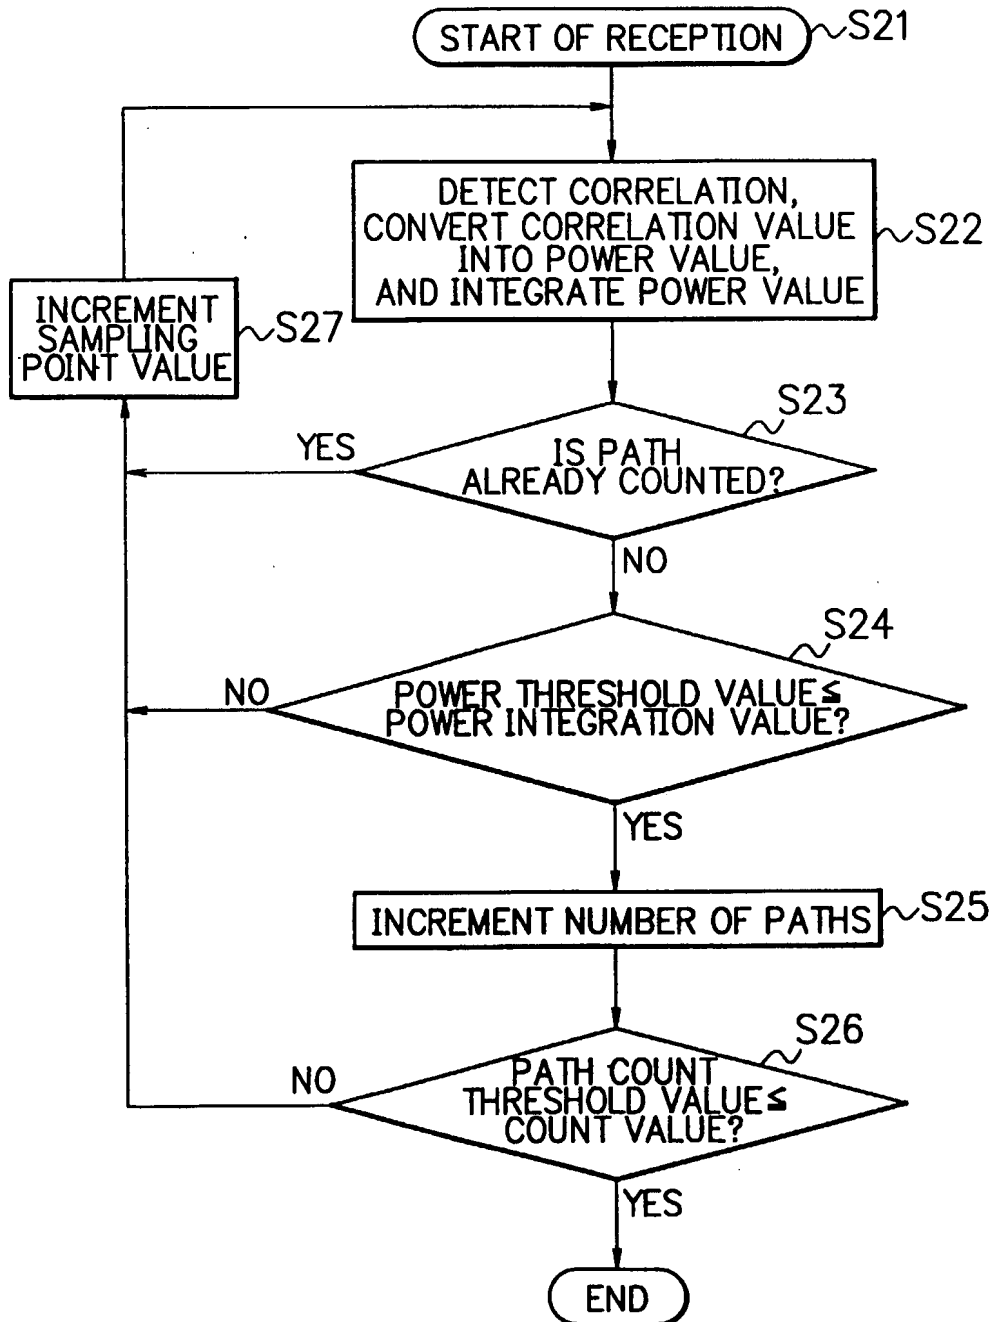 START OF RECEPTION
S21
DETECT CORRELATION,
CONVERT CORRELATION VALUE
INTO POWER VALUE,
AND INTEGRATE POWER VALUE
S22
INCREMENT
SAMPLING
POINT VALUE
S27
S23
YES
IS PATH
ALREADY COUNTED?
NO
S24
NO
POWER THRESHOLD VALUE≦
POWER INTEGRATION VALUE?
YES
INCREMENT NUMBER OF PATHS
S25
S26
NO
PATH COUNT
THRESHOLD VALUE≦
COUNT VALUE?
YES
END